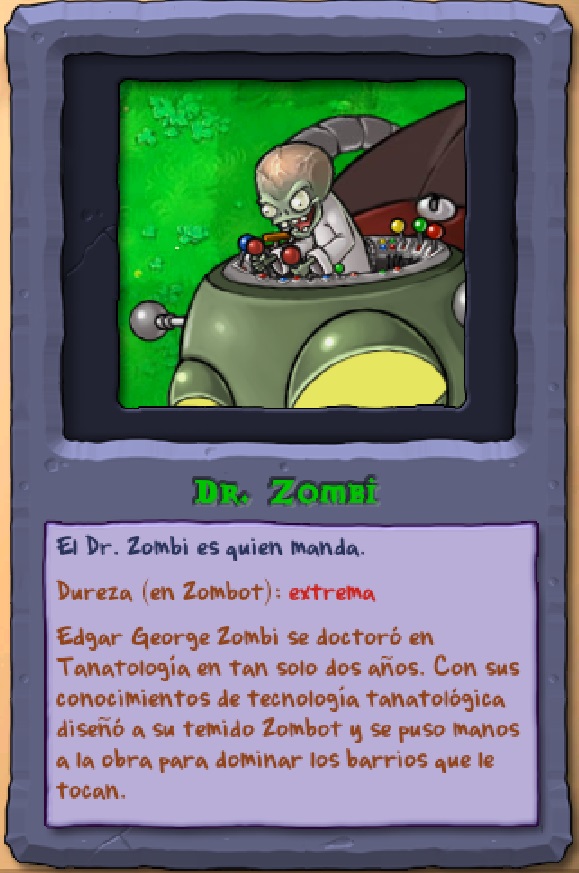 Dr. Zombi
El Dr. Zombi es quien manda.
Dureza (en Zombot): extrema
Edgar George Zombi se doctoró en
Tanatología en tan solo dos años. Con sus
conocimientos de tecnología tanatológica
diseñó a su temido Zombot y se puso manos
a la obra para dominar los barrios que le
tocan.